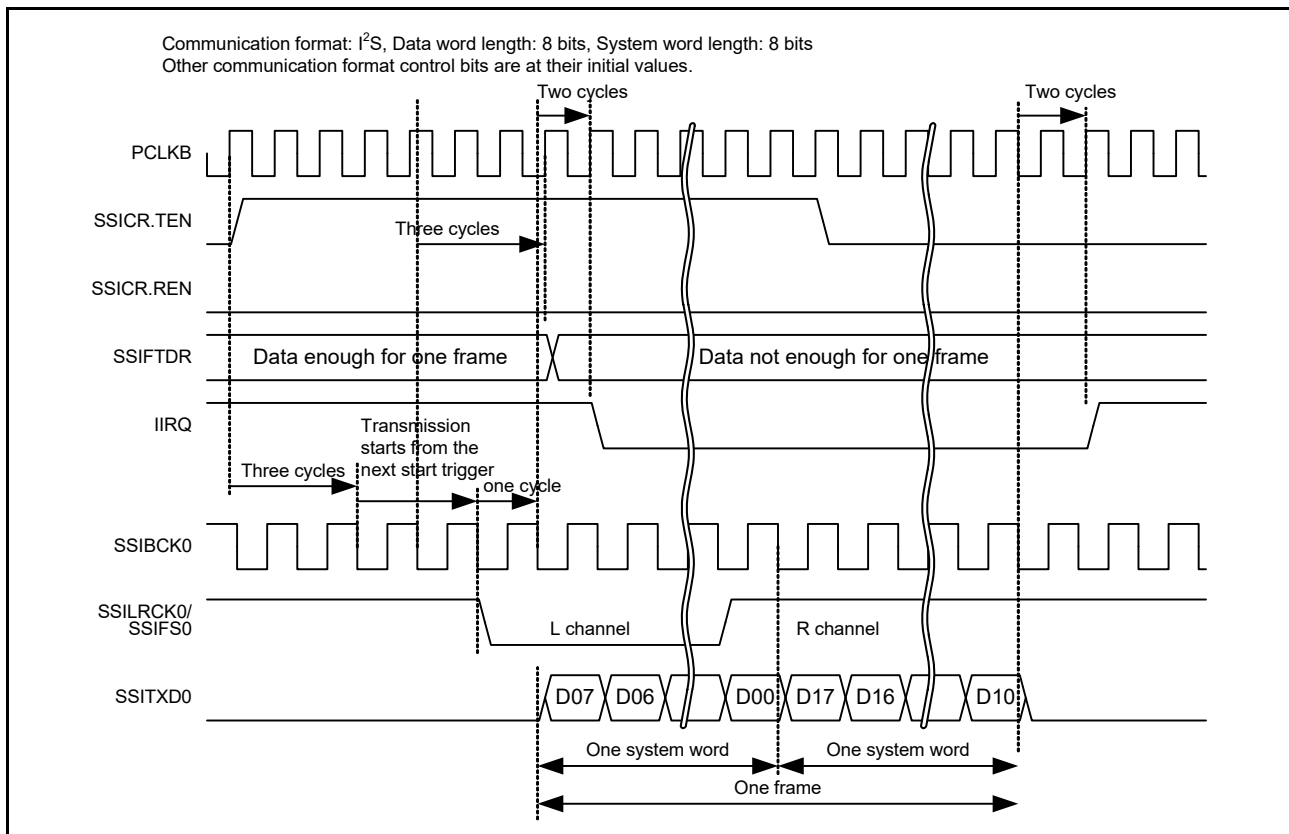 Communication format: I²S, Data word length: 8 bits, System word length: 8 bits
Other communication format control bits are at their initial values.
Two cycles
Two cycles
PCLKB
SSICR.TEN
Three cycles
SSICR.REN
SSIFTDR
Data enough for one frame
Data not enough for one frame
IIRQ
Transmission
starts from the
next start trigger
Three cycles
one cycle
SSIBCK0
SSILRCK0/
SSIFS0
L channel
R channel
SSITXD0
D07
D06
D00
D17
D16
D10
One system word
One system word
One frame